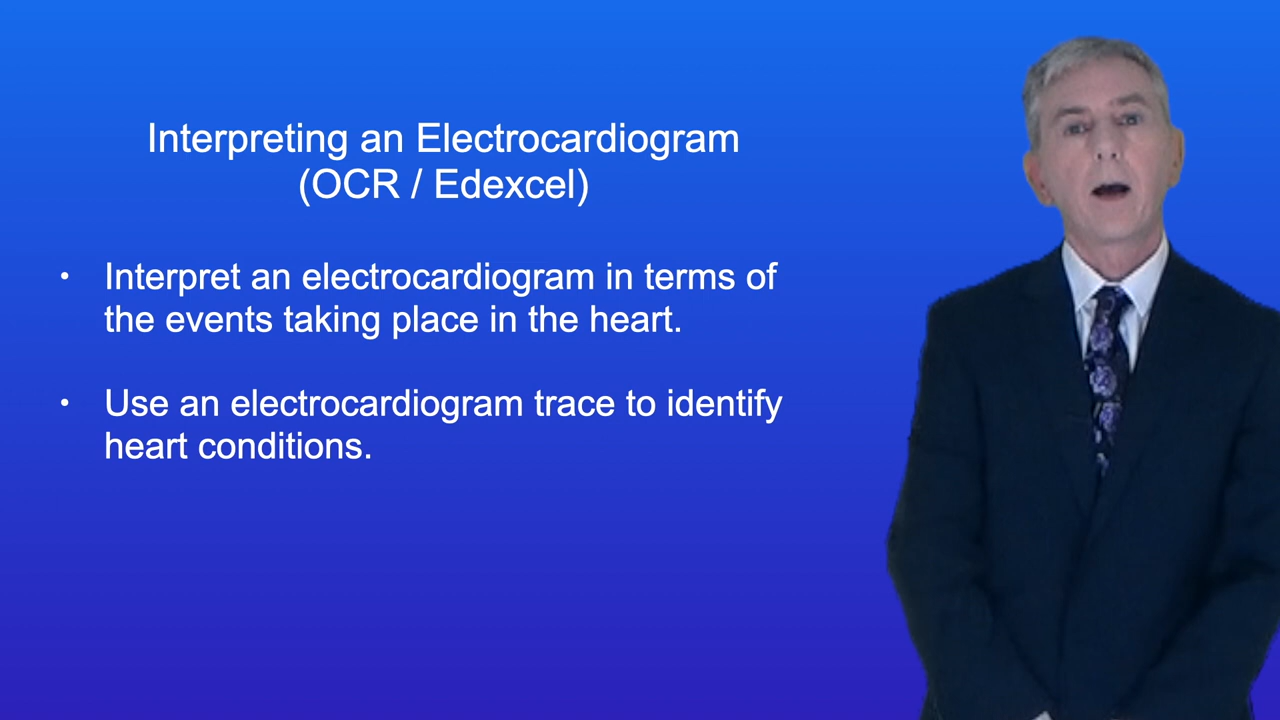 Interpreting an Electrocardiogram
(OCR / Edexcel)
• Interpret an electrocardiogram in terms of
the events taking place in the heart.
• Use an electrocardiogram trace to identify
heart conditions.